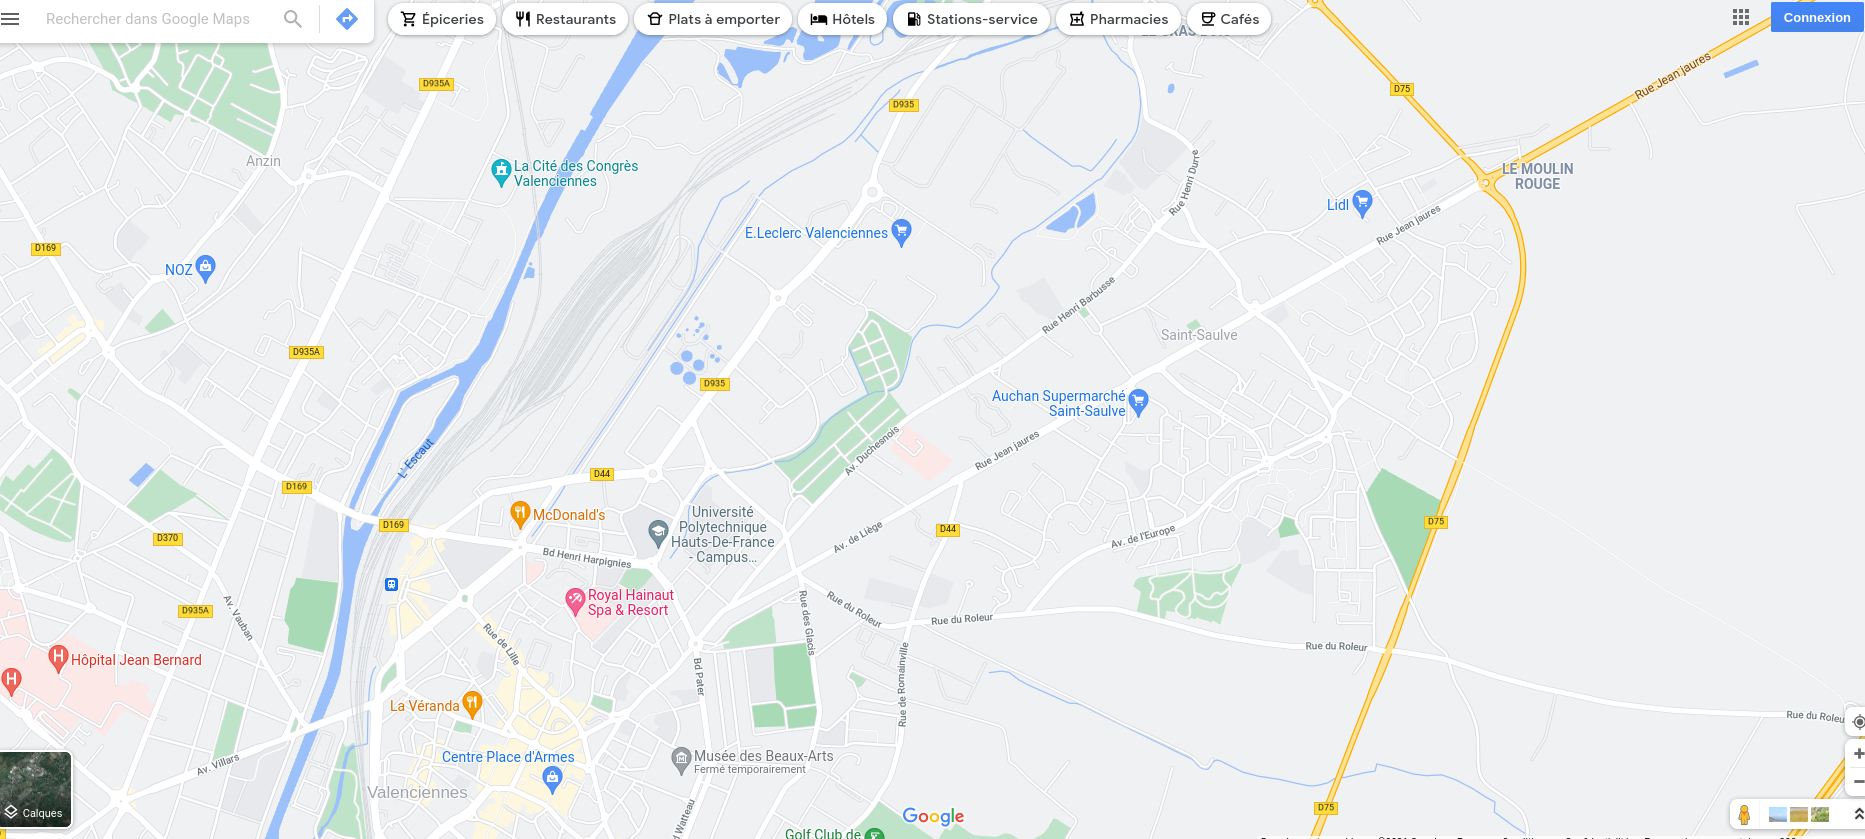 Rechercher dans Google Maps
Épiceries
Restaurants
Plats à emporter
Hôtels
Stations-service
Pharmacies
Cafés
Connexion
D935A
D935
D75
Rue Jean jaures
Anzin
La Cité des Congrès
Valenciennes
Rue Henri Durre
LE MOULIN
ROUGE
Lidl
Rue Jean jaures
D169
E.Leclerc Valenciennes
NOZ
Rue Henri Barbusse
Saint-Saulve
D935A
D935
Auchan Supermarché
Saint-Saulve
L'Escaut
Av. Duchesnois
Rue Jean jaures
D44
D169
D169
McDonald's
Université
Polytechnique
Hauts-De-France
- Campus...
D44
D75
D370
Av. de Liège
Av. de l'Europe
Bd Henri Harpignies
Royal Hainaut
Spa & Resort
D935A
Av. Vauban
Rue de Lille
Rue des Glacis
Rue du Roleur
Rue du Roleur
Rue du Roleur
Hôpital Jean Bernard
Bd Pater
Rue de Romainville
La Véranda
Rue du Roleu
Av. Villars
Centre Place d'Armes
Musée des Beaux-Arts
Fermé temporairement
Valenciennes
d Watteau
Calques
Google
D75
Golf Club de